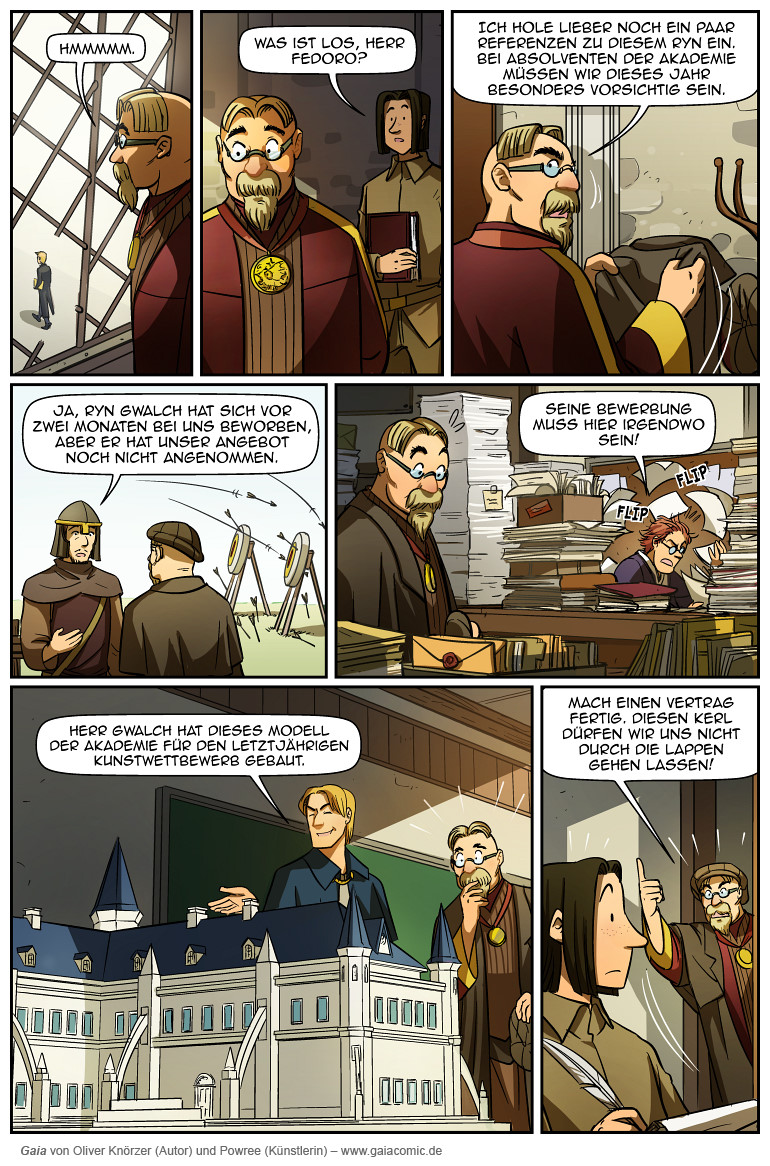 HMMMMM.
WAS IST LOS, HERR
FEDORO?
ICH HOLE LIEBER NOCH EIN PAAR
REFERENZEN ZU DIESEM RYN EIN.
BEI ABSOLVENTEN DER AKADEMIE
MÜSSEN WIR DIESES JAHR
BESONDERS VORSICHTIG SEIN.
JA, RYN GWALCH HAT SICH VOR
ZWEI MONATEN BEI UNS BEWORBEN,
ABER ER HAT UNSER ANGEBOT
NOCH NICHT ANGENOMMEN.
SEINE BEWERBUNG
MUSS HIER IRGENDWO
SEIN!
FLIP
FLIP
HERR GWALCH HAT DIESES MODELL
DER AKADEMIE FÜR DEN LETZTJÄHRIGEN
KUNSTWETTBEWERB GEBAUT.
MACH EINEN VERTRAG
FERTIG. DIESEN KERL
DÜRFEN WIR UNS NICHT
DURCH DIE LAPPEN
GEHEN LASSEN!
Gaia von Oliver Knörzer (Autor) und Powree (Künstlerin) – www.gaiacomic.de